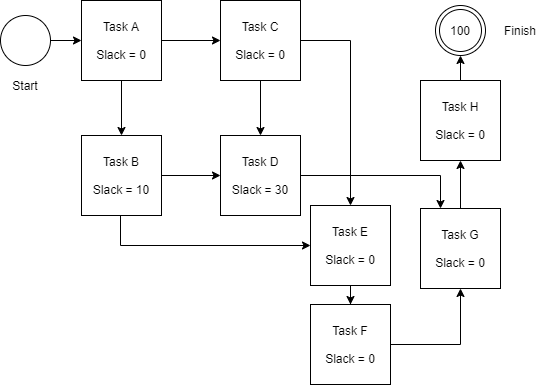 Start
Task A
Slack = 0
Task C
Slack = 0
100
Finish
Task B
Slack = 10
Task D
Slack = 30
Task E
Slack = 0
Task F
Slack = 0
Task G
Slack = 0
Task H
Slack = 0